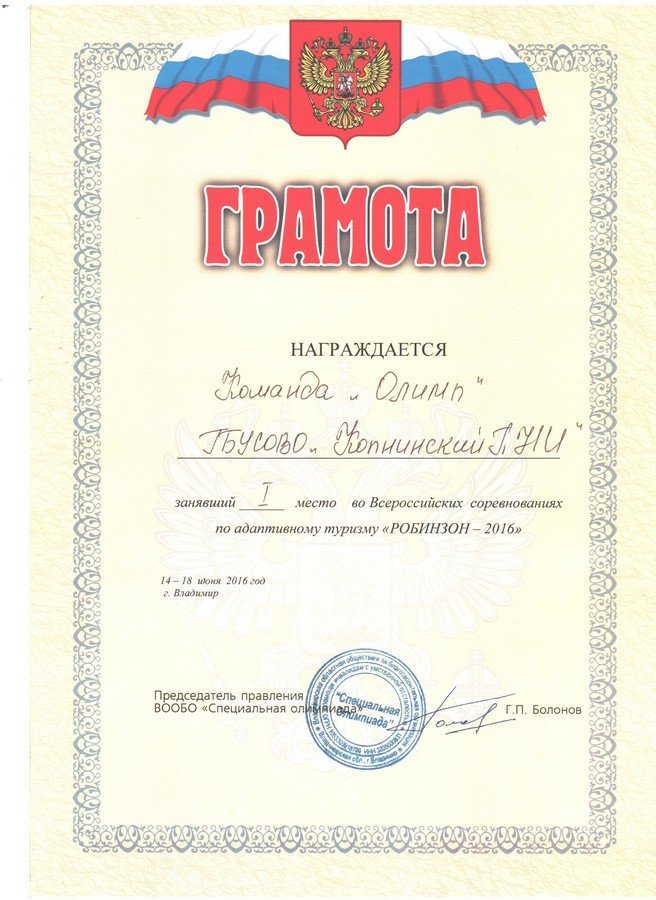 ГРАМОТА
НАГРАЖДАЕТСЯ
Команда „ Олимп "
ГБУСОВО „ Копнинский ПНИ "
занявший I место во Всероссийских соревнованиях
по адаптивному туризму «РОБИНЗОН – 2016»
14 – 18 июня 2016 год
г. Владимир
Председатель правления
ВООБО «Специальная олимпиада»
Г.П. Болонов
"Специальная
Олимпиада"